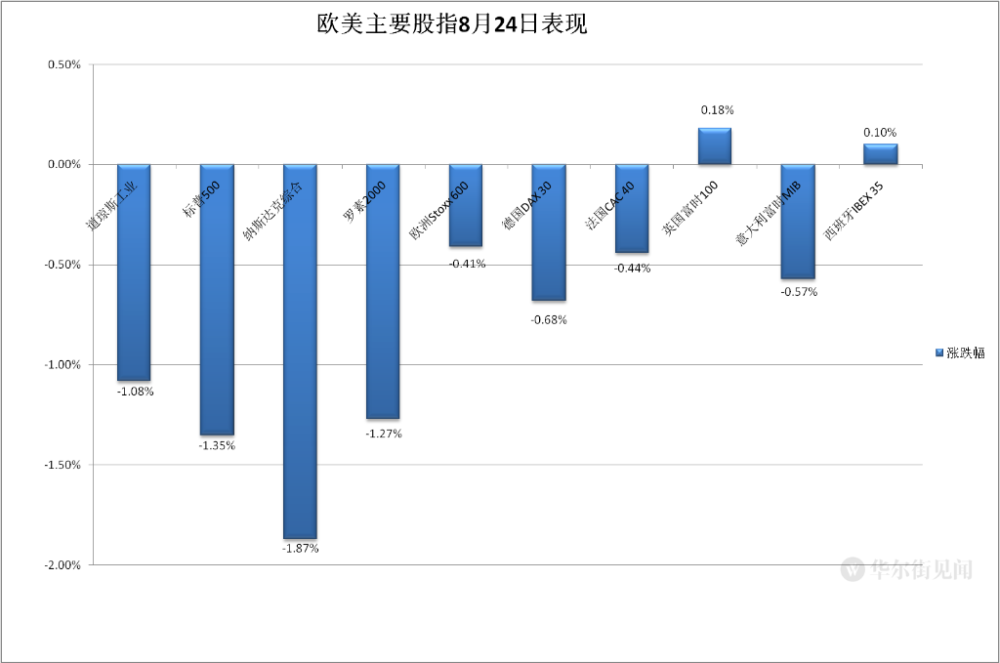 欧美主要股指8月24日表现
0.50%
0.00%
-0.50%
-1.00%
-1.50%
-2.00%
道琼斯工业
标普500
纳斯达克综合
罗素2000
欧洲Stoxx600
德国DAX 30
法国CAC 40
英国富时100
意大利富时MIB
西班牙IBEX 35
-1.08%
-1.35%
-1.87%
-1.27%
-0.41%
-0.68%
-0.44%
0.18%
-0.57%
0.10%
涨跌幅
华尔街见闻